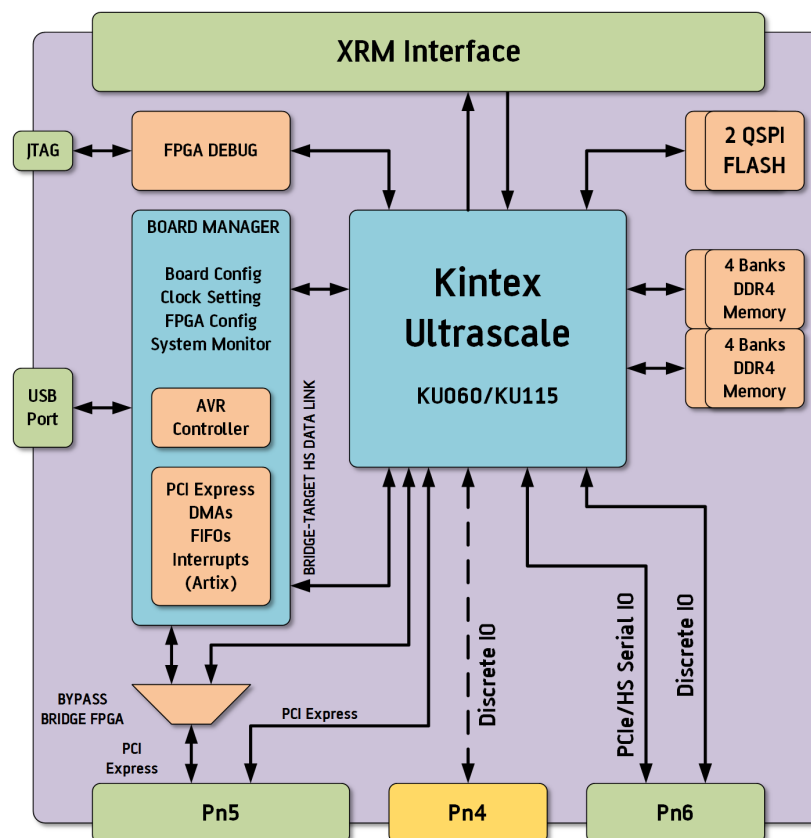 XRM Interface
JTAG
FPGA DEBUG
2 QSPI
FLASH
BOARD MANAGER
Board Config
Clock Setting
FPGA Config
System Monitor
Kintex
Ultrascale
KU060/KU115
4 Banks
DDR4
Memory
4 Banks
DDR4
Memory
USB
Port
AVR
Controller
PCI Express
DMAs
FIFOs
Interrupts
(Artix)
BRIDGE-TARGET HS DATA LINK
BYPASS
BRIDGE FPGA
PCI
Express
PCI Express
Discrete IO
PCIe/HS Serial IO
Discrete IO
Pn5
Pn4
Pn6